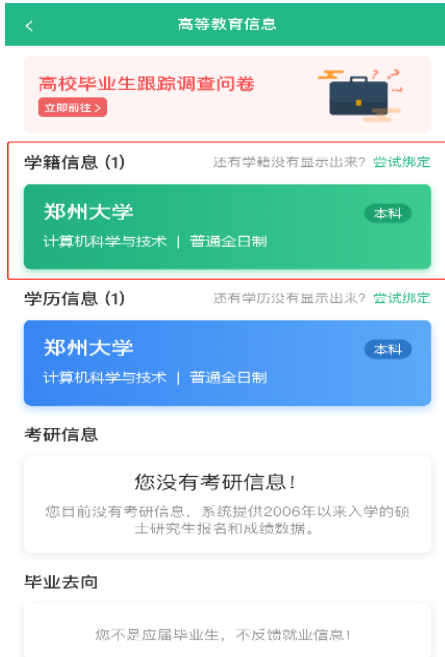 高等教育信息
高校毕业生跟踪调查问卷
立即前往>
学籍信息 (1) 还有学籍没有显示出来? 尝试绑定
郑州大学 本科
计算机科学与技术 | 普通全日制
学历信息 (1) 还有学历没有显示出来? 尝试绑定
郑州大学 本科
计算机科学与技术 | 普通全日制
考研信息
您没有考研信息!
您目前没有考研信息,系统提供2006年以来入学的硕
士研究生报名和成绩数据。
毕业去向
您不是应届毕业生,不反馈就业信息!